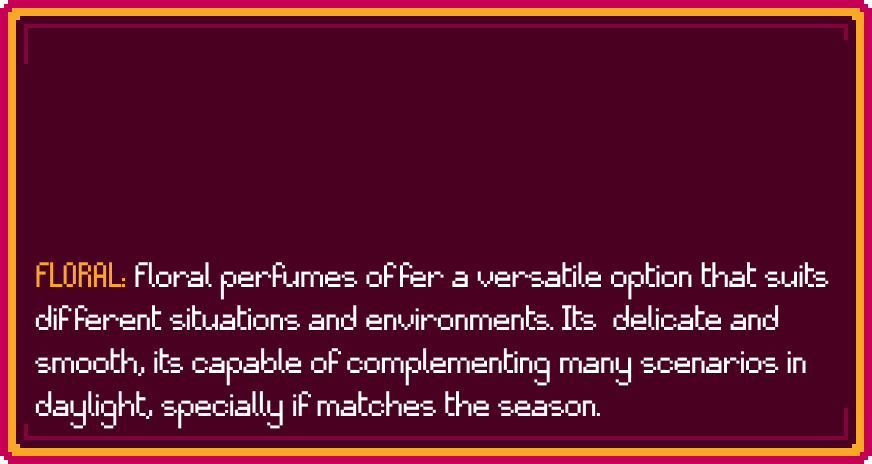 FLORAL: Floral perfumes offer a versatile option that suits
different situations and environments. Its  delicate and
smooth, its capable of complementing many scenarios in
daylight, specially if matches the season.